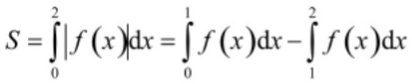 S = ∫₀² |f(x)|dx = ∫₀¹ f(x)dx − ∫₁² f(x)dx